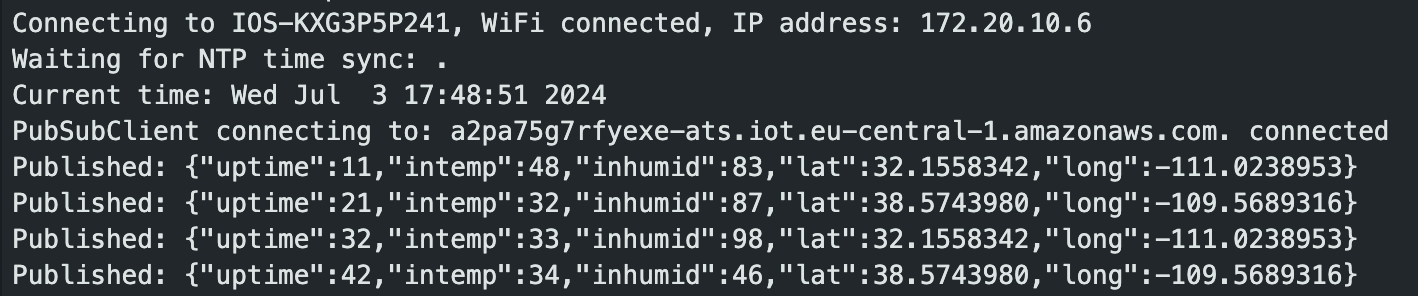 Connecting to IOS-KXG3P5P241, WiFi connected, IP address: 172.20.10.6
Waiting for NTP time sync: .
Current time: Wed Jul  3 17:48:51 2024
PubSubClient connecting to: a2pa75g7rfyexe-ats.iot.eu-central-1.amazonaws.com. connected
Published: {"uptime":11,"intemp":48,"inhumid":83,"lat":32.1558342,"long":-111.0238953}
Published: {"uptime":21,"intemp":32,"inhumid":87,"lat":38.5743980,"long":-109.5689316}
Published: {"uptime":32,"intemp":33,"inhumid":98,"lat":32.1558342,"long":-111.0238953}
Published: {"uptime":42,"intemp":34,"inhumid":46,"lat":38.5743980,"long":-109.5689316}